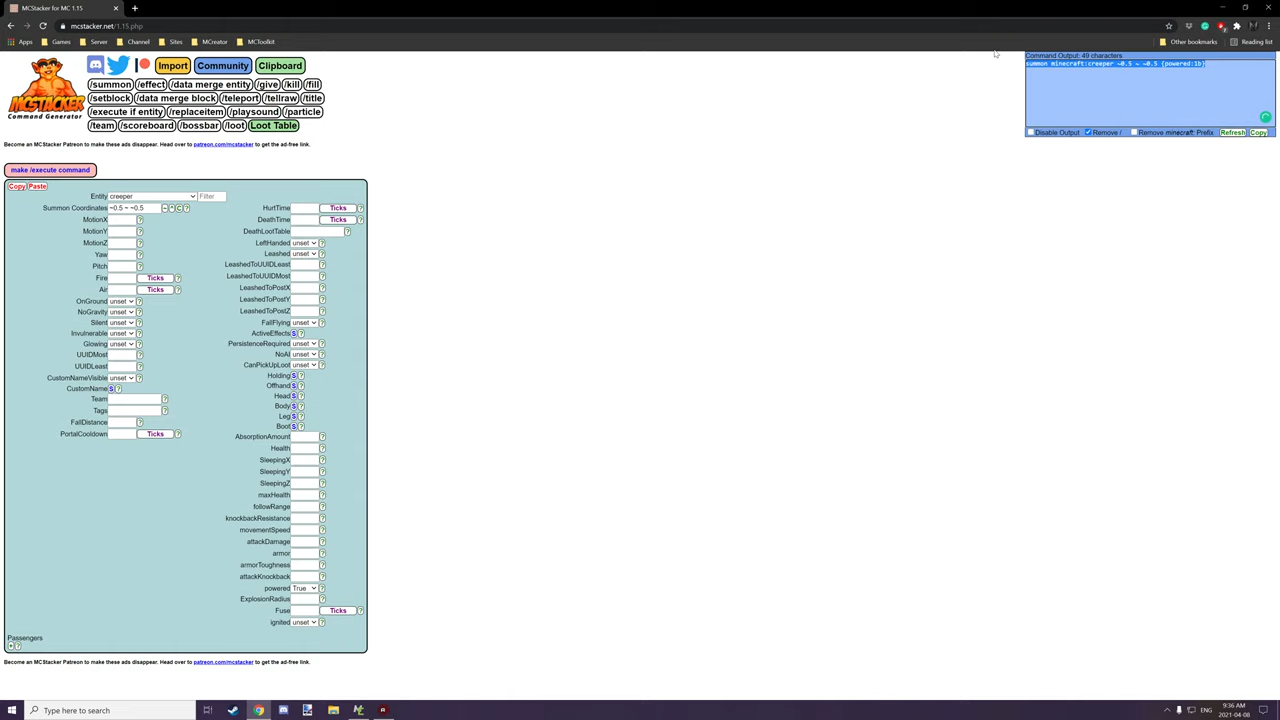 MCStacker for MC 1.15
mcstacker.net/1.15.php
Apps Games Server Channel Sites MCreator MCToolkit Other bookmarks Reading list
MCSTACKER
Command Generator
Import Community Clipboard
/summon /effect /data merge entity /give /kill /fill
/setblock /data merge block /teleport /tellraw /title
/execute if entity /replaceitem /playsound /particle
/team /scoreboard /bossbar /loot Loot Table
Command Output: 49 characters
summon minecraft:creeper ~0.5 ~ ~0.5 {powered:1b}
Disable Output Remove / Remove minecraft: Prefix Refresh Copy
Become an MCStacker Patreon to make these ads disappear. Head over to patreon.com/mcstacker to get the ad-free link.
make /execute command
Copy Paste
Entity creeper Filter
Summon Coordinates ~0.5 ~ ~0.5 ~ ^ C ?
MotionX ?
MotionY ?
MotionZ ?
Yaw ?
Pitch ?
Fire Ticks ?
Air Ticks ?
OnGround unset ?
NoGravity unset ?
Silent unset ?
Invulnerable unset ?
Glowing unset ?
UUIDMost ?
UUIDLeast ?
CustomNameVisible unset ?
CustomName S ?
Team ?
Tags ?
FallDistance ?
PortalCooldown Ticks ?
HurtTime Ticks ?
DeathTime Ticks ?
DeathLootTable ?
LeftHanded unset ?
Leashed unset ?
LeashedToUUIDLeast ?
LeashedToUUIDMost ?
LeashedToPostX ?
LeashedToPostY ?
LeashedToPostZ ?
FallFlying unset ?
ActiveEffects S ?
PersistenceRequired unset ?
NoAI unset ?
CanPickUpLoot unset ?
Holding S ?
Offhand S ?
Head S ?
Body S ?
Leg S ?
Boot S ?
AbsorptionAmount ?
Health ?
SleepingX ?
SleepingY ?
SleepingZ ?
maxHealth ?
followRange ?
knockbackResistance ?
movementSpeed ?
attackDamage ?
armor ?
armorToughness ?
attackKnockback ?
powered True ?
ExplosionRadius ?
Fuse Ticks ?
ignited unset ?
Passengers
+ ?
Become an MCStacker Patreon to make these ads disappear. Head over to patreon.com/mcstacker to get the ad-free link.
Type here to search
ENG
9:36 AM
2021-04-08